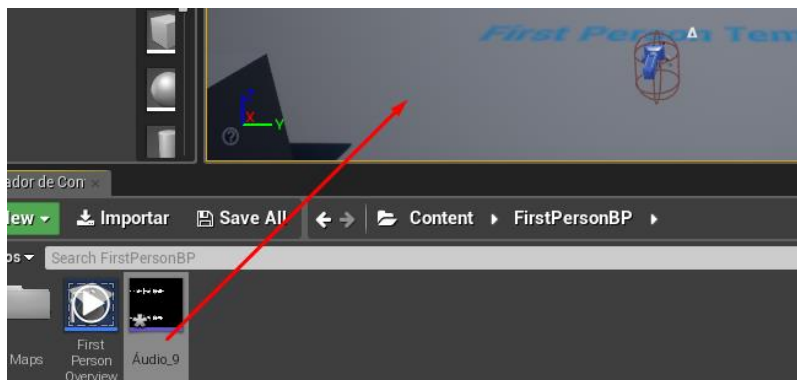 First Person Tem
X
Y
?
ador de Con ×
New Importar Save All Content FirstPersonBP
os Search FirstPersonBP
Maps
First
Person
Overview
Áudio_9